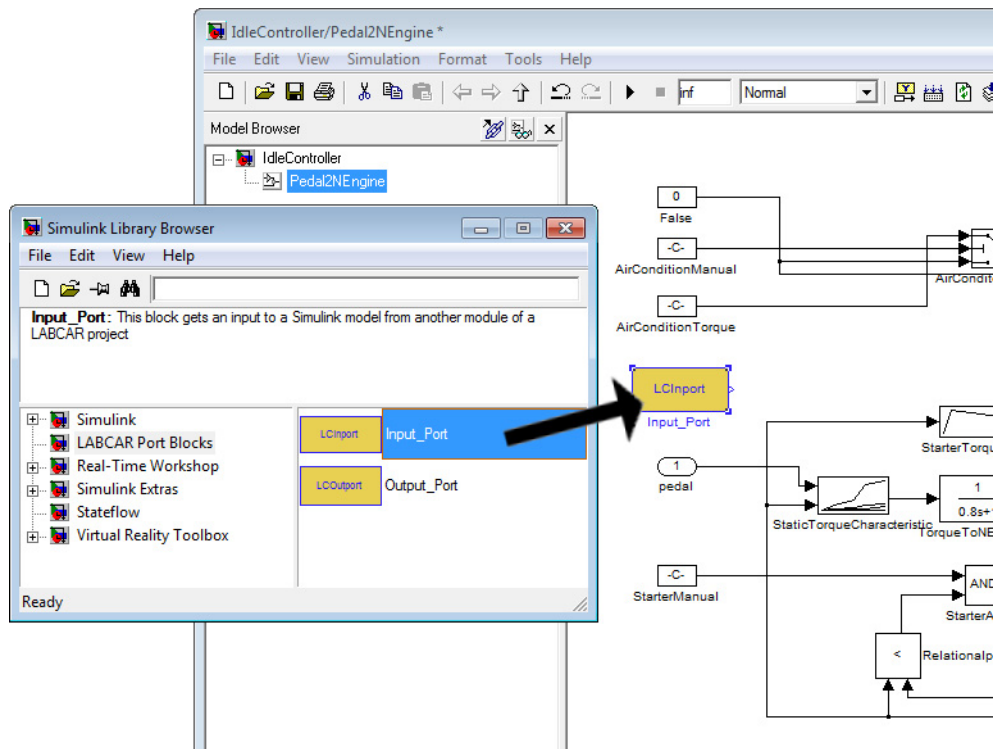 IdleController/Pedal2NEngine *
File Edit View Simulation Format Tools Help
inf Normal
Model Browser
IdleController
Pedal2NEngine
Simulink Library Browser
File Edit View Help
Input_Port: This block gets an input to a Simulink model from another module of a
LABCAR project
Simulink
LABCAR Port Blocks
Real-Time Workshop
Simulink Extras
Stateflow
Virtual Reality Toolbox
LCInport Input_Port
LCOutport Output_Port
Ready
0
False
-C-
AirConditionManual
AirCondit
-C-
AirConditionTorque
LCInport
Input_Port
StarterTorqu
1
pedal
StaticTorqueCharacteristic
1
0.8s+
TorqueToNE
-C-
StarterManual
AND
StarterA
<
Relationalp